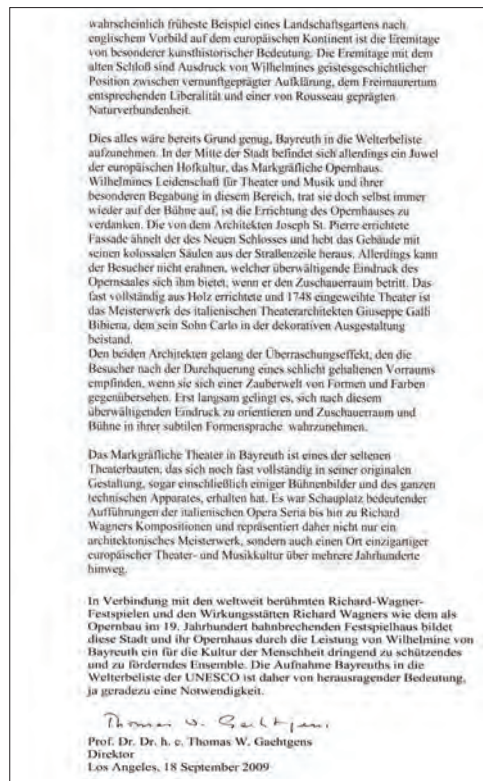 wahrscheinlich früheste Beispiel eines Landschaftsgartens nach
englischem Vorbild auf dem europäischen Kontinent ist die Eremitage
von besonderer kunsthistorischer Bedeutung. Die Eremitage mit dem
alten Schloß sind Ausdruck von Wilhelmines geistesgeschichtlicher
Position zwischen vernunftgeprägter Aufklärung, dem Freimaurertum
entsprechenden Liberalität und einer von Rousseau geprägten
Naturverbundenheit.
Dies alles wäre bereits Grund genug, Bayreuth in die Welterbeliste
aufzunehmen. In der Mitte der Stadt befindet sich allerdings ein Juwel
der europäischen Hofkultur, das Markgräfliche Opernhaus.
Wilhelmines Leidenschaft für Theater und Musik und ihrer
besonderen Begabung in diesem Bereich, trat sie doch selbst immer
wieder auf der Bühne auf, ist die Errichtung des Opernhauses zu
verdanken. Die von dem Architekten Joseph St. Pierre errichtete
Fassade ähnelt der des Neuen Schlosses und hebt das Gebäude mit
seinen kolossalen Säulen aus der Straßenzeile heraus. Allerdings kann
der Besucher nicht erahnen, welcher überwältigende Eindruck des
Opernsaales sich ihm bietet, wenn er den Zuschauerraum betritt. Das
fast vollständig aus Holz errichtete und 1748 eingeweihte Theater ist
das Meisterwerk des italienischen Theaterarchitekten Giuseppe Galli
Bibiena, dem sein Sohn Carlo in der dekorativen Ausgestaltung
beistand.
Den beiden Architekten gelang der Überraschungseffekt, den die
Besucher nach der Durchquerung eines schlicht gehaltenen Vorraums
empfinden, wenn sie sich einer Zauberwelt von Formen und Farben
gegenübersehen. Erst langsam gelingt es, sich nach diesem
überwältigenden Eindruck zu orientieren und Zuschauerraum und
Bühne in ihrer subtilen Formensprache wahrzunehmen.
Das Markgräfliche Theater in Bayreuth ist eines der seltenen
Theaterbauten, das sich noch fast vollständig in seiner originalen
Gestaltung, sogar einschließlich einiger Bühnenbilder und des ganzen
technischen Apparates, erhalten hat. Es war Schauplatz bedeutender
Aufführungen der italienischen Opera Seria bis hin zu Richard
Wagners Kompositionen und repräsentiert daher nicht nur ein
architektonisches Meisterwerk, sondern auch einen Ort einzigartiger
europäischer Theater- und Musikkultur über mehrere Jahrhunderte
hinweg.
In Verbindung mit den weltweit berühmten Richard-Wagner-
Festspielen und den Wirkungsstätten Richard Wagners wie dem als
Opernbau im 19. Jahrhundert bahnbrechenden Festspielhaus bildet
diese Stadt und ihr Opernhaus durch die Leistung von Wilhelmine von
Bayreuth ein für die Kultur der Menschheit dringend zu schützendes
und zu förderndes Ensemble. Die Aufnahme Bayreuths in die
Welterbeliste der UNESCO ist daher von herausragender Bedeutung,
ja geradezu eine Notwendigkeit.
Thomas W. Gaehtgens
Prof. Dr. Dr. h. c. Thomas W. Gaehtgens
Direktor
Los Angeles, 18 September 2009